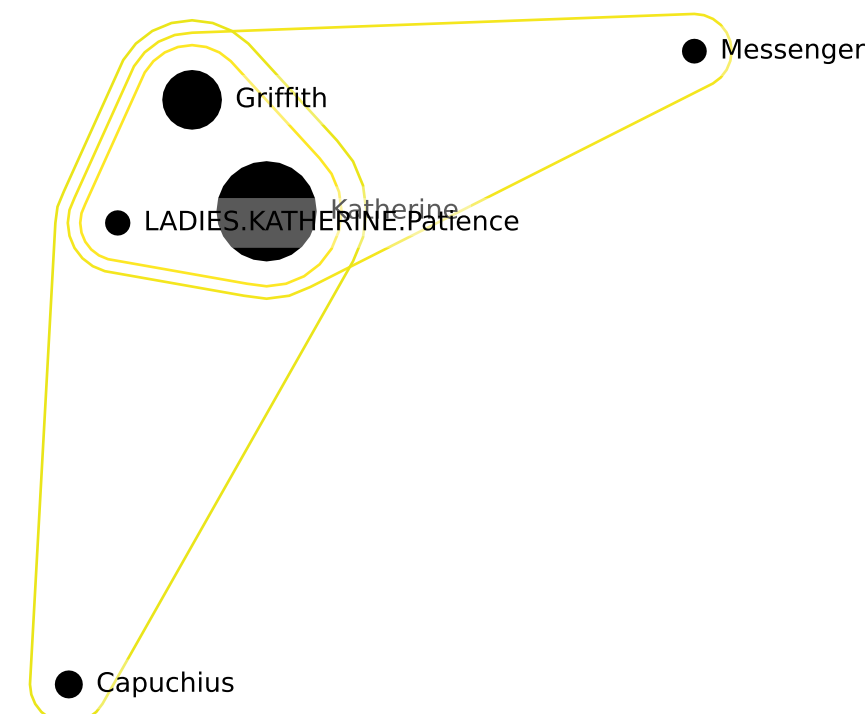 Messenger
Griffith
Katherine
LADIES.KATHERINE.Patience
Capuchius